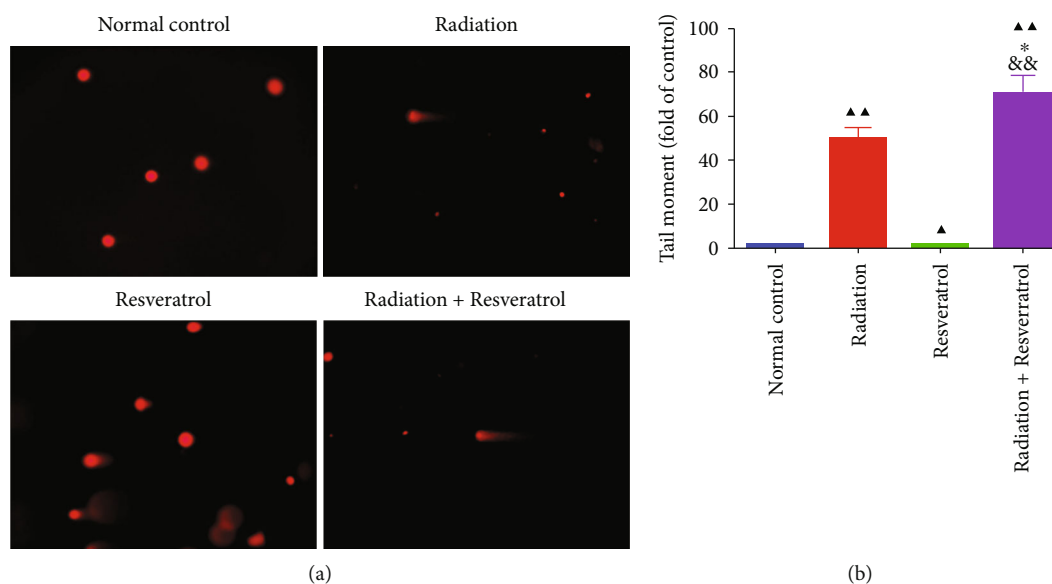 Normal control
Radiation
Resveratrol
Radiation + Resveratrol
(a)
Tail moment (fold of control)
100
80
60
40
20
0
▲▲
▲
▲▲
*
&&
Normal control
Radiation
Resveratrol
Radiation + Resverratrol
(b)